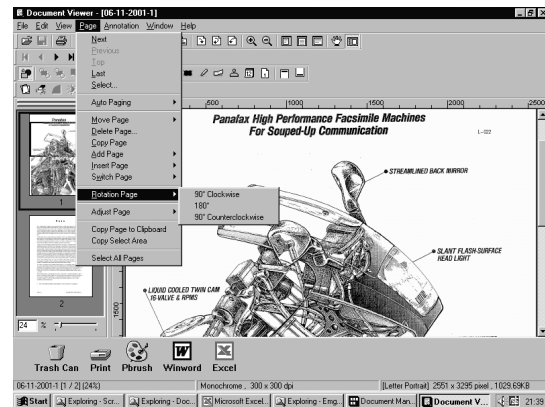 Document Viewer - [06-11-2001-1]
File Edit View Page Annotation Window Help
Next
Previous
Top
Last
Select...
Auto Paging
Move Page
Delete Page...
Copy Page
Add Page
Insert Page
Switch Page
Rotation Page
90° Clockwise
180°
90° Counterclockwise
Adjust Page
Copy Page to Clipboard
Copy Select Area
Select All Pages
500 1000 1500 2000 2500
Panafax High Performance Facsimile Machines
For Souped-Up Communication
L-122
STREAMLINED BACK MIRROR
SLANT FLASH-SURFACE
HEAD LIGHT
LIQUID COOLED TWIN CAM
16-VALVE & RPMS
1500
1
2
24 %
Trash Can Print Pbrush Winword Excel
06-11-2001-1 [1 / 2] (24%) Monochrome , 300 x 300 dpi [Letter Portrait] 2551 x 3295 pixel , 1029.69KB
Start Exploring - Scr... Exploring - Doc... Microsoft Excel... Exploring - Emg... Document Man... Document V... 21:39